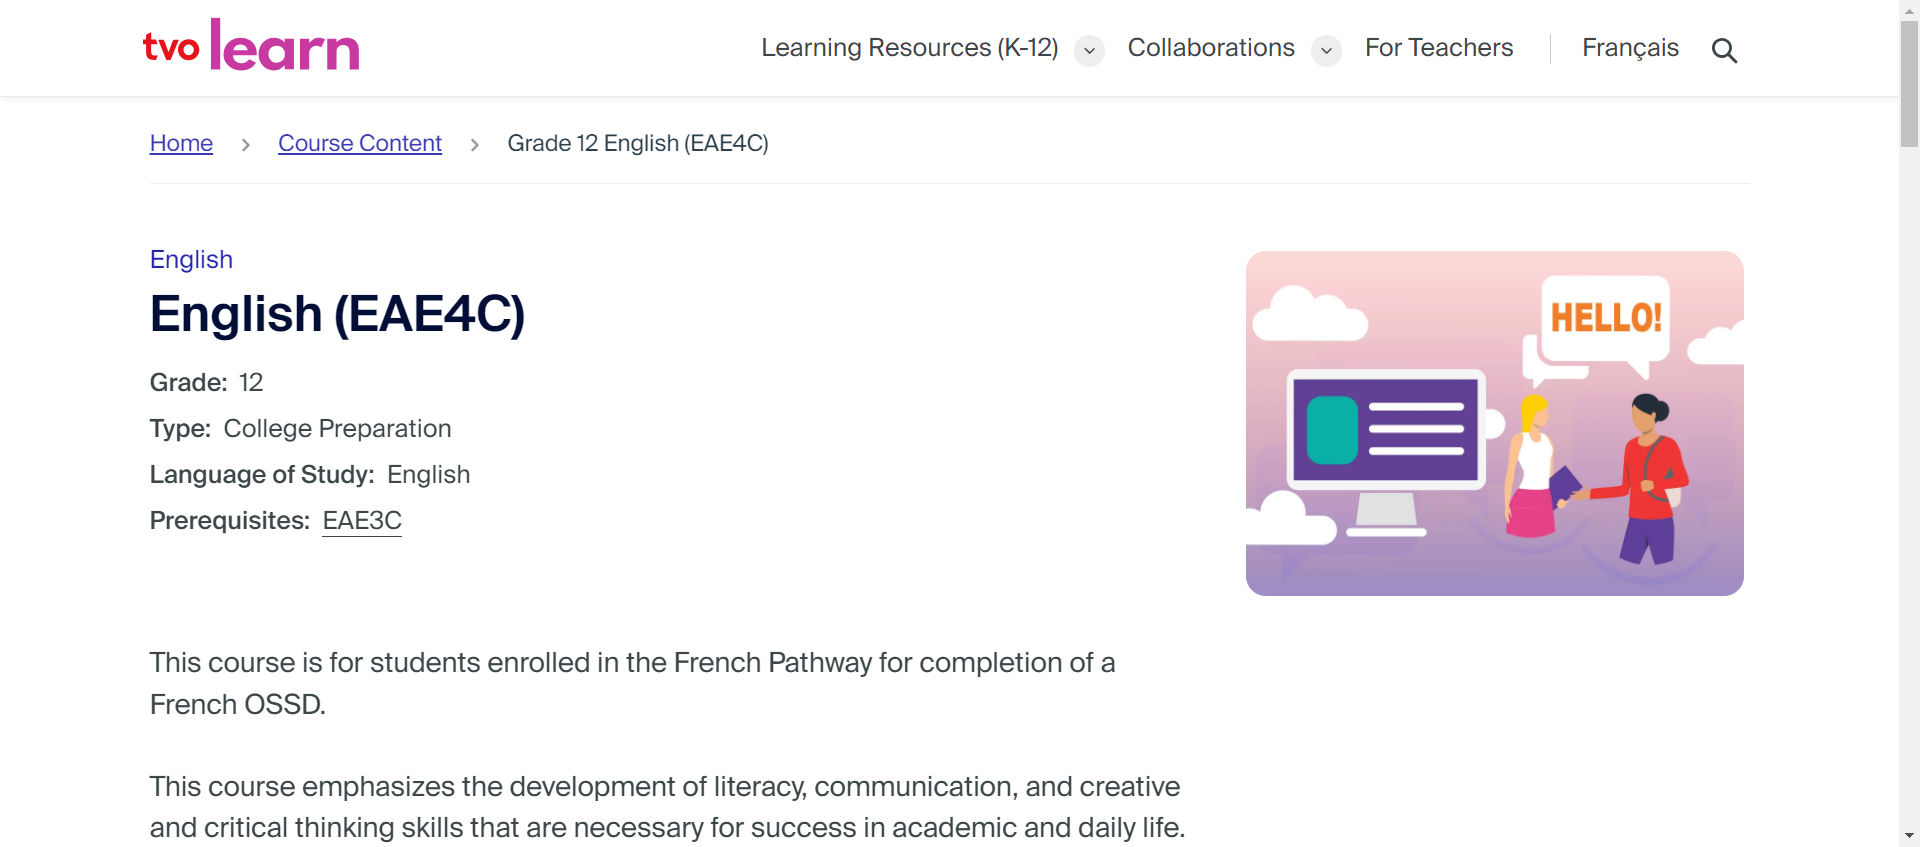 tvo learn
Learning Resources (K-12) Collaborations For Teachers Français
Home Course Content Grade 12 English (EAE4C)
English
English (EAE4C)
Grade: 12
Type: College Preparation
Language of Study: English
Prerequisites: EAE3C
HELLO!
This course is for students enrolled in the French Pathway for completion of a
French OSSD.
This course emphasizes the development of literacy, communication, and creative
and critical thinking skills that are necessary for success in academic and daily life.